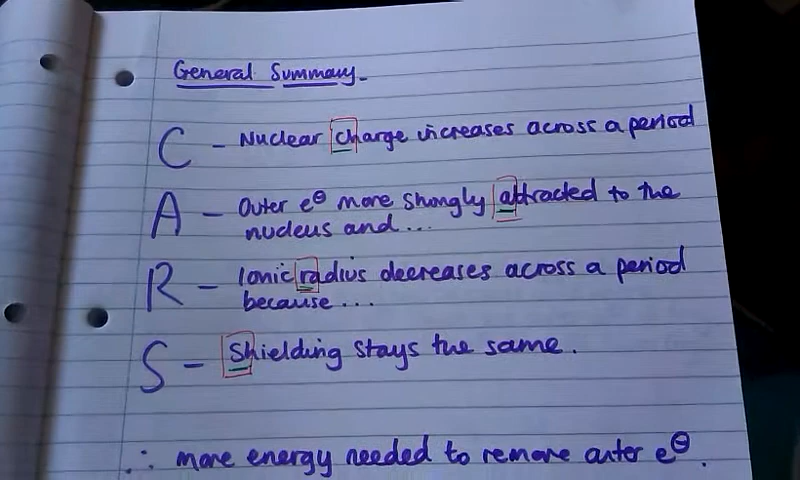 General Summary
C - Nuclear charge increases across a period
A - Outer e⊖ more strongly attracted to the
nucleus and...
R - Ionic radius decreases across a period
because...
S - Shielding stays the same.
∴ more energy needed to remove outer e⊖.